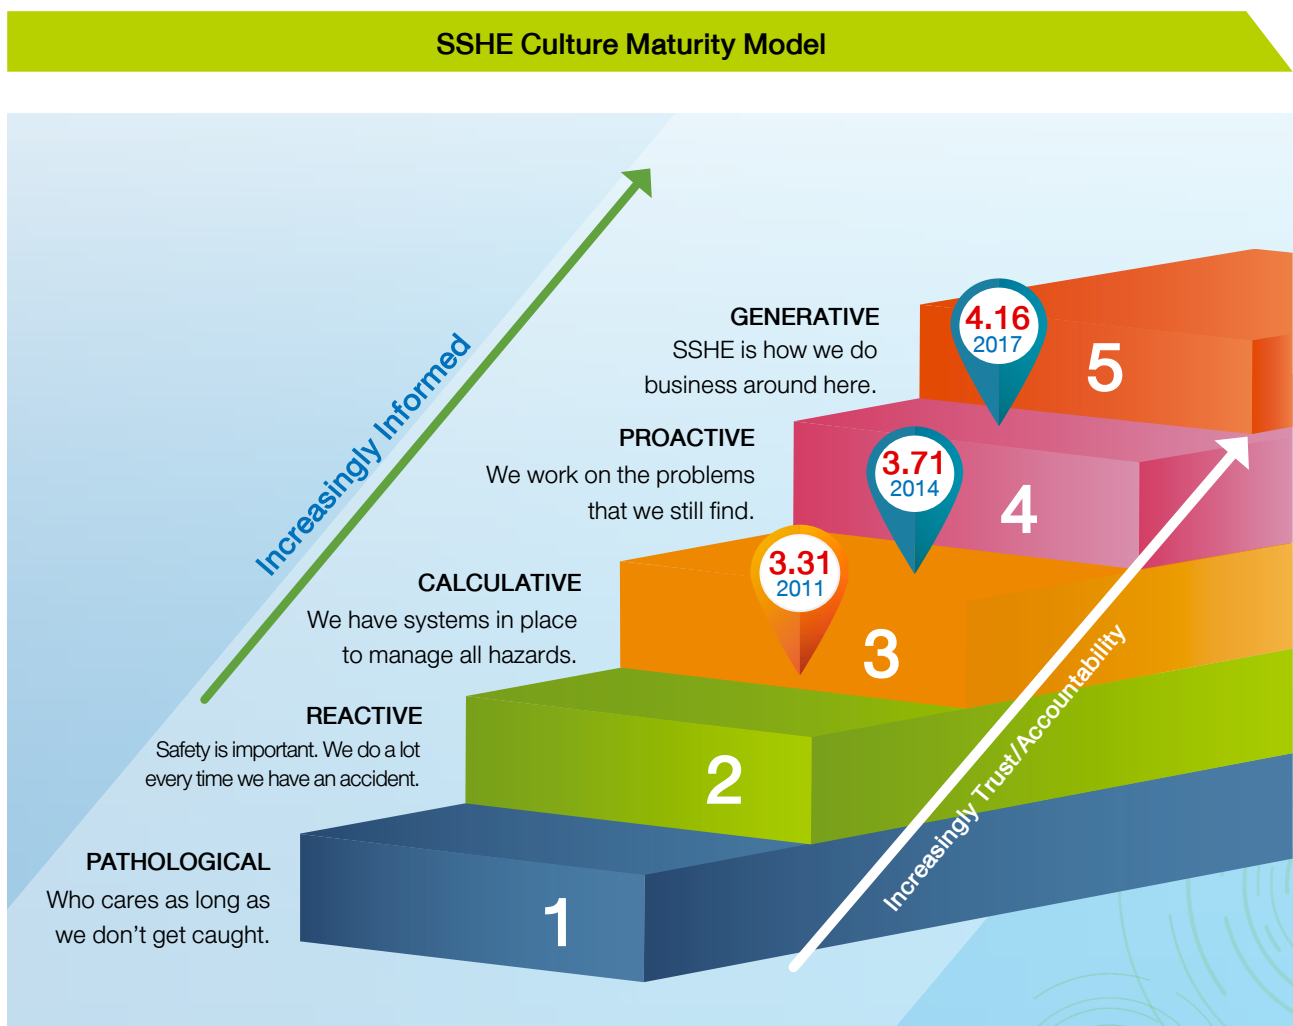 SSHE Culture Maturity Model
Increasingly Informed
GENERATIVE
SSHE is how we do
business around here.
4.16
2017
5
PROACTIVE
We work on the problems
that we still find.
3.71
2014
4
CALCULATIVE
We have systems in place
to manage all hazards.
3.31
2011
3
REACTIVE
Safety is important. We do a lot
every time we have an accident.
2
PATHOLOGICAL
Who cares as long as
we don't get caught.
1
Increasingly Trust/Accountability